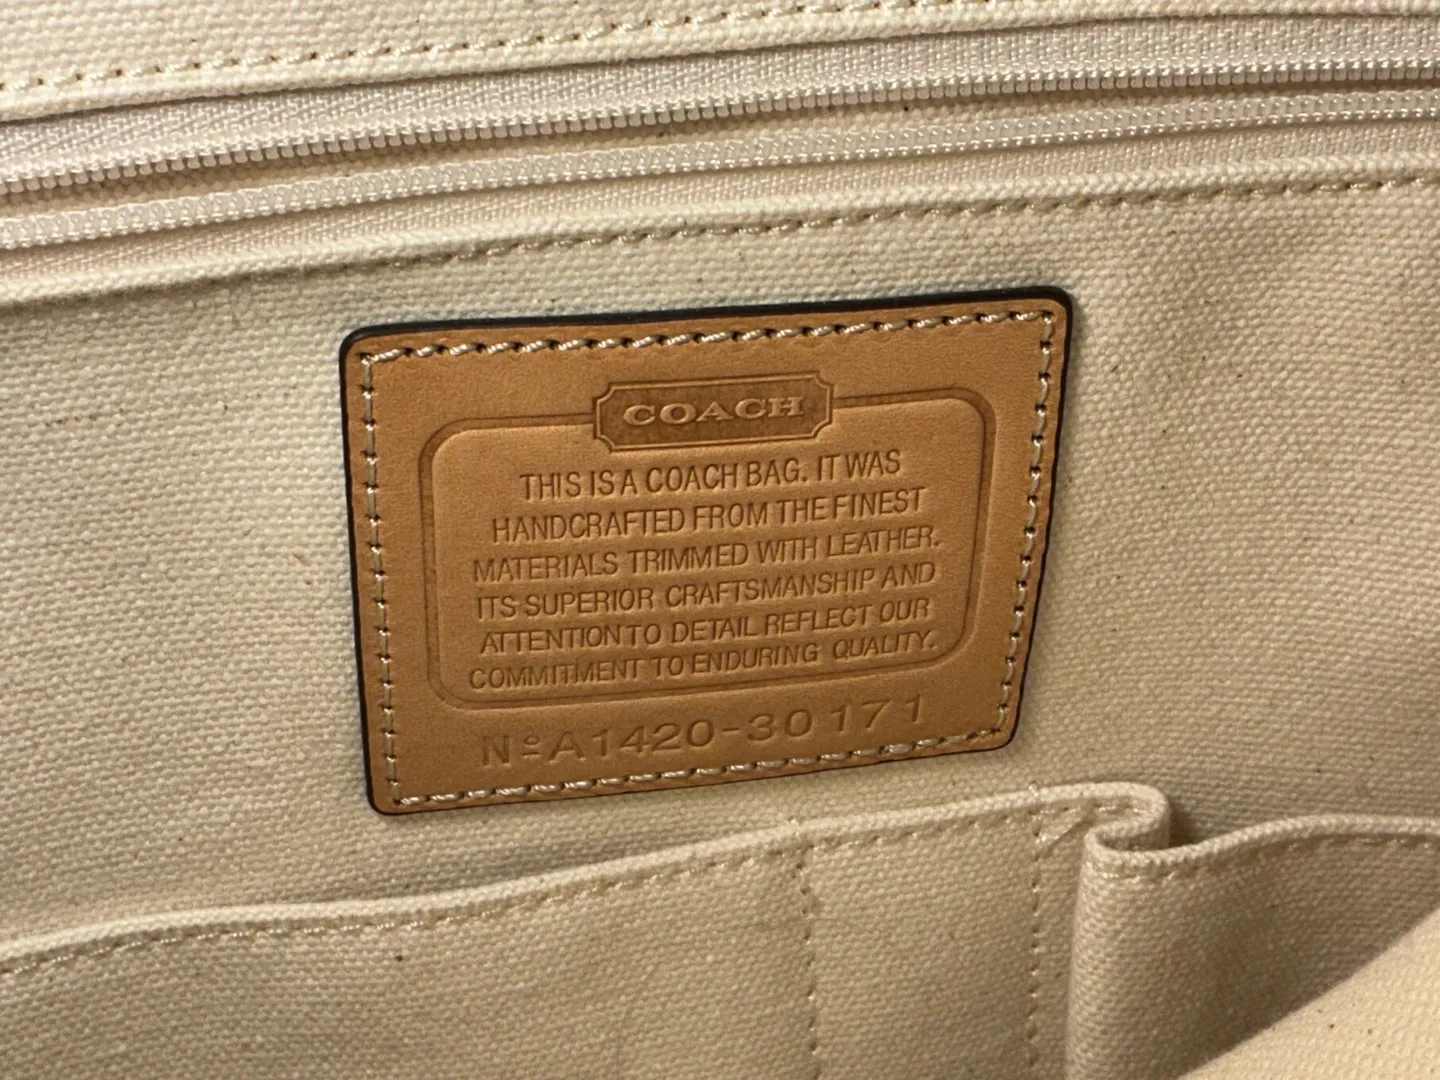 COACH
THIS IS A COACH BAG. IT WAS
HANDCRAFTED FROM THE FINEST
MATERIALS TRIMMED WITH LEATHER.
ITS SUPERIOR CRAFTSMANSHIP AND
ATTENTION TO DETAIL REFLECT OUR
COMMITMENT TO ENDURING QUALITY.
Nº A1420-30171